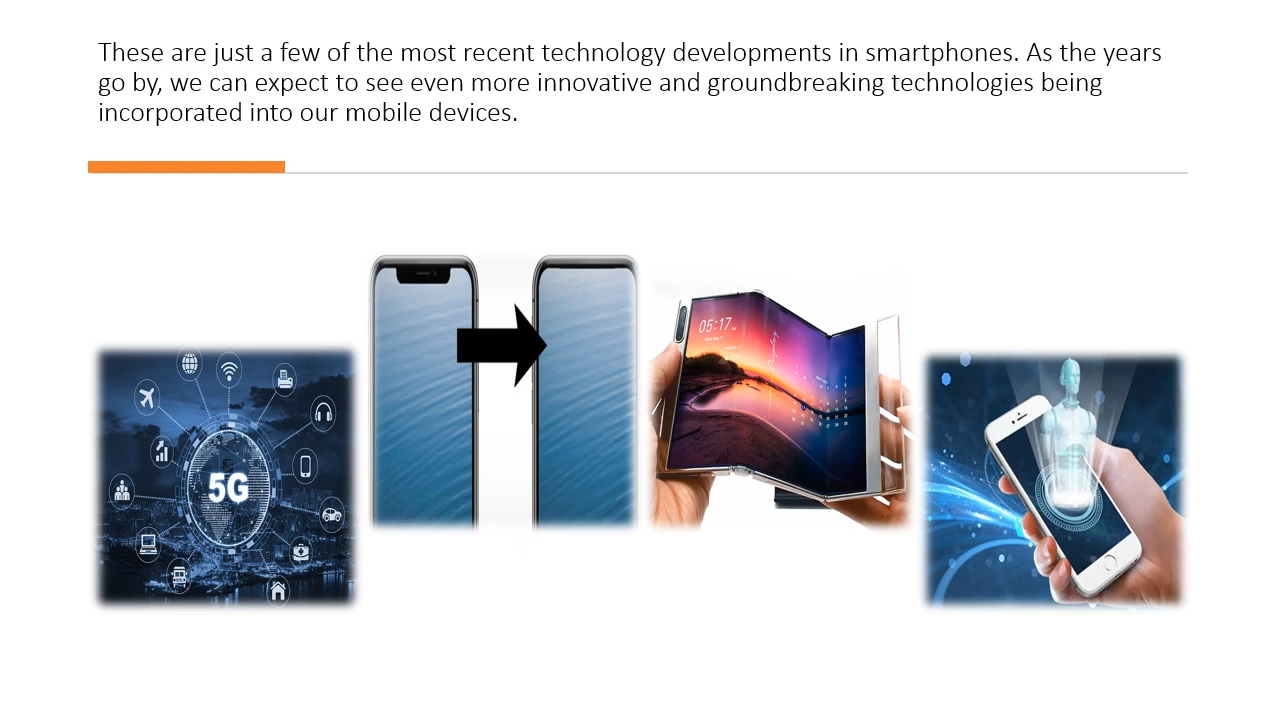 These are just a few of the most recent technology developments in smartphones. As the years
go by, we can expect to see even more innovative and groundbreaking technologies being
incorporated into our mobile devices.
05:17
5G